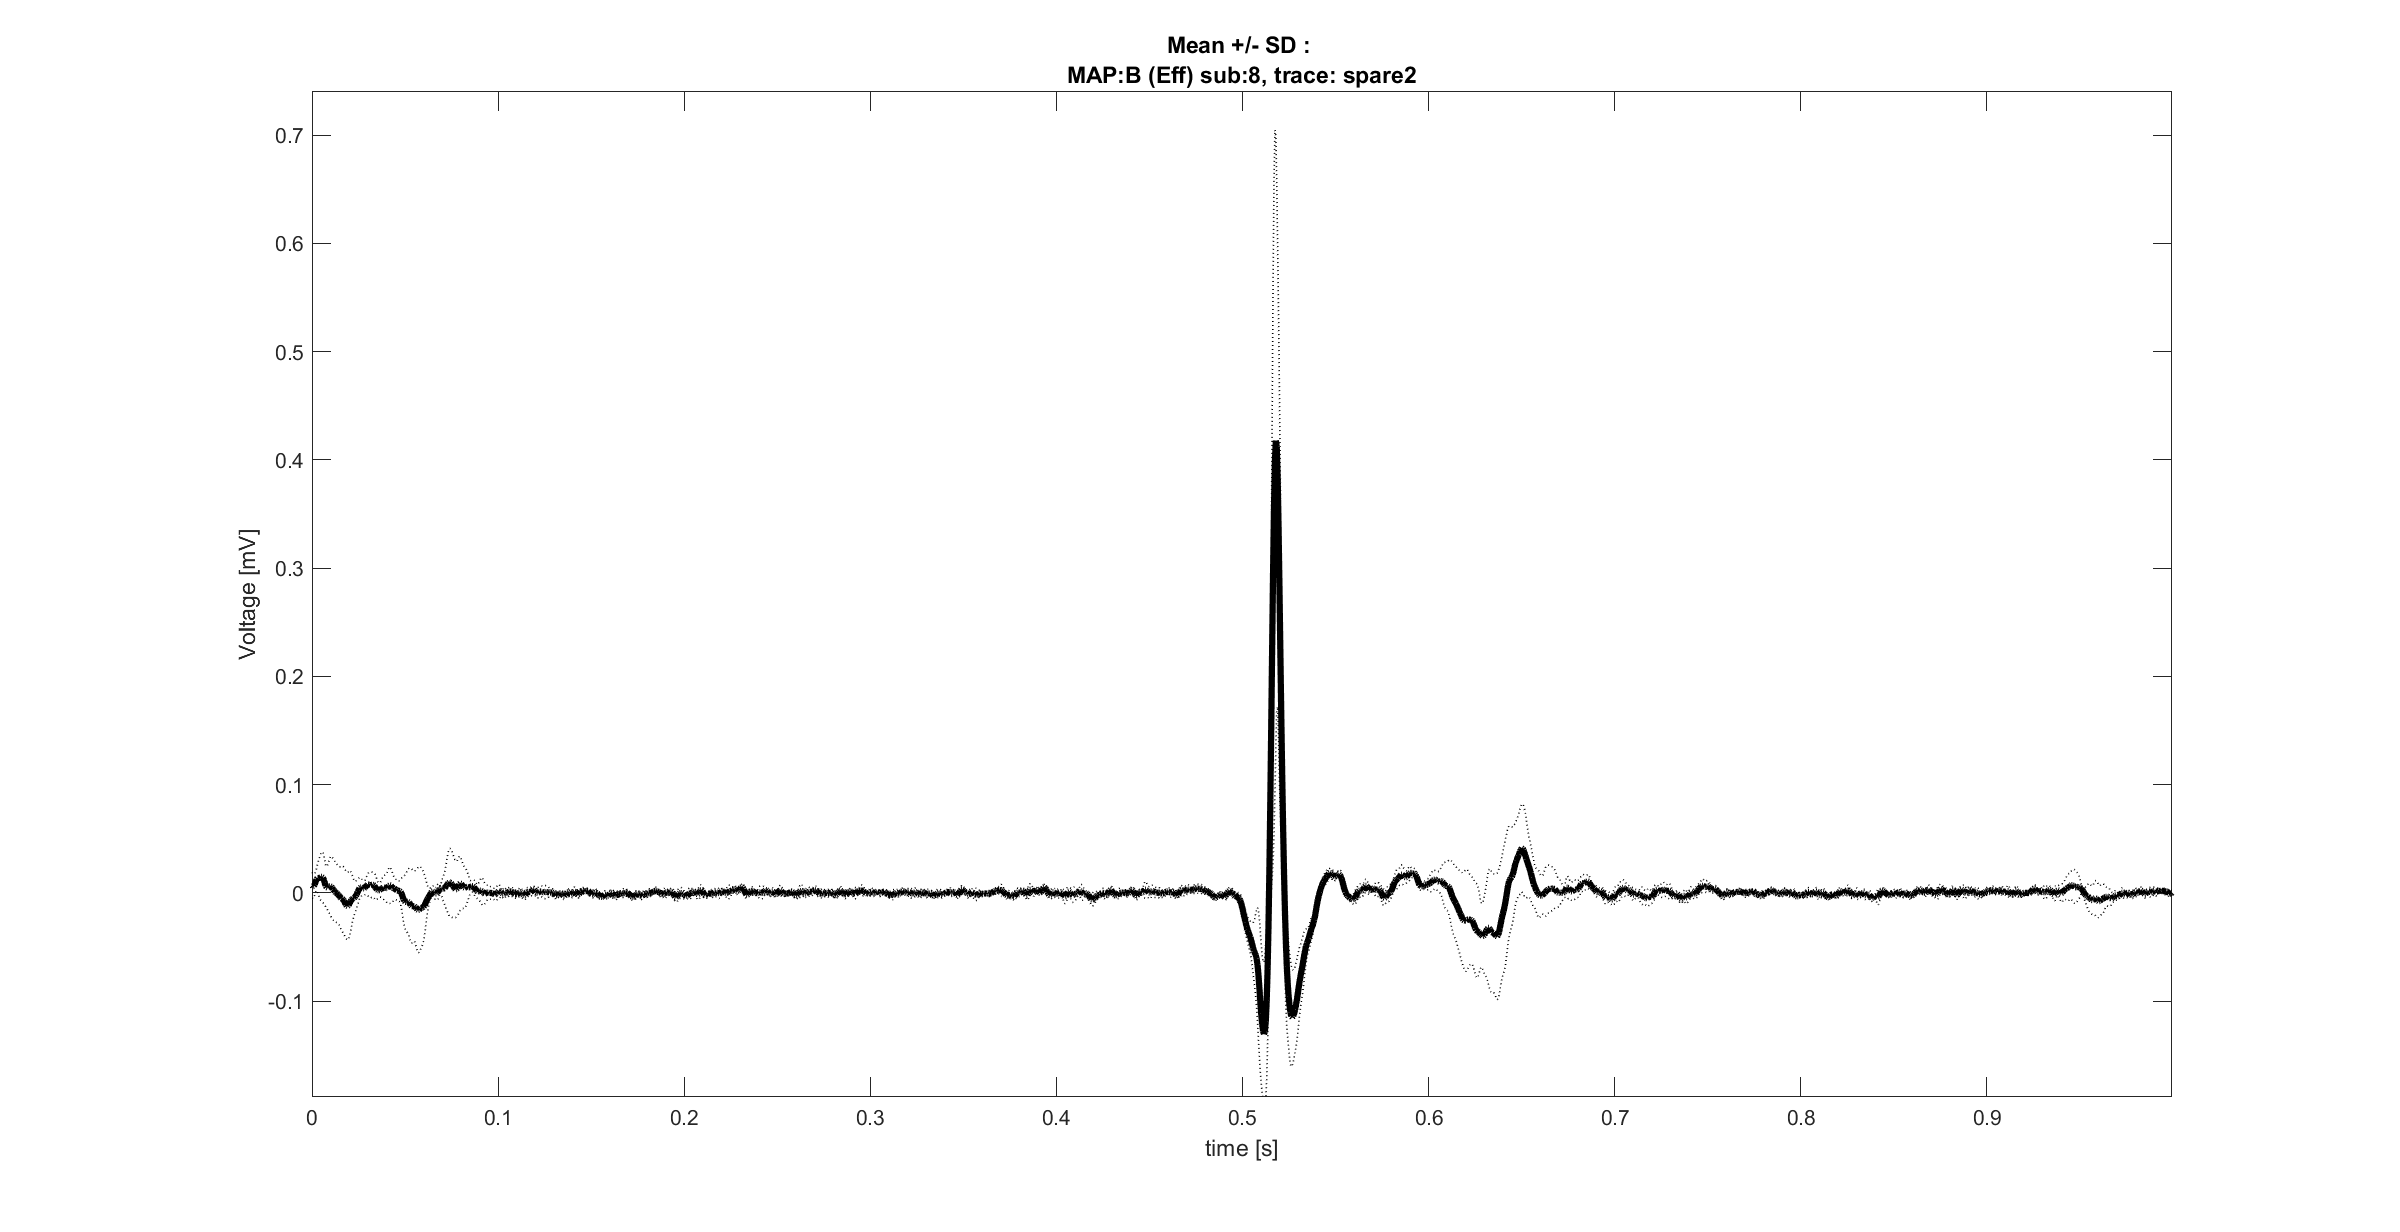 Mean +/- SD :
MAP:B (Eff) sub:8, trace: spare2
0.7
0.6
0.5
0.4
0.3
0.2
0.1
0
-0.1
Voltage [mV]
0 0.1 0.2 0.3 0.4 0.5 0.6 0.7 0.8 0.9
time [s]